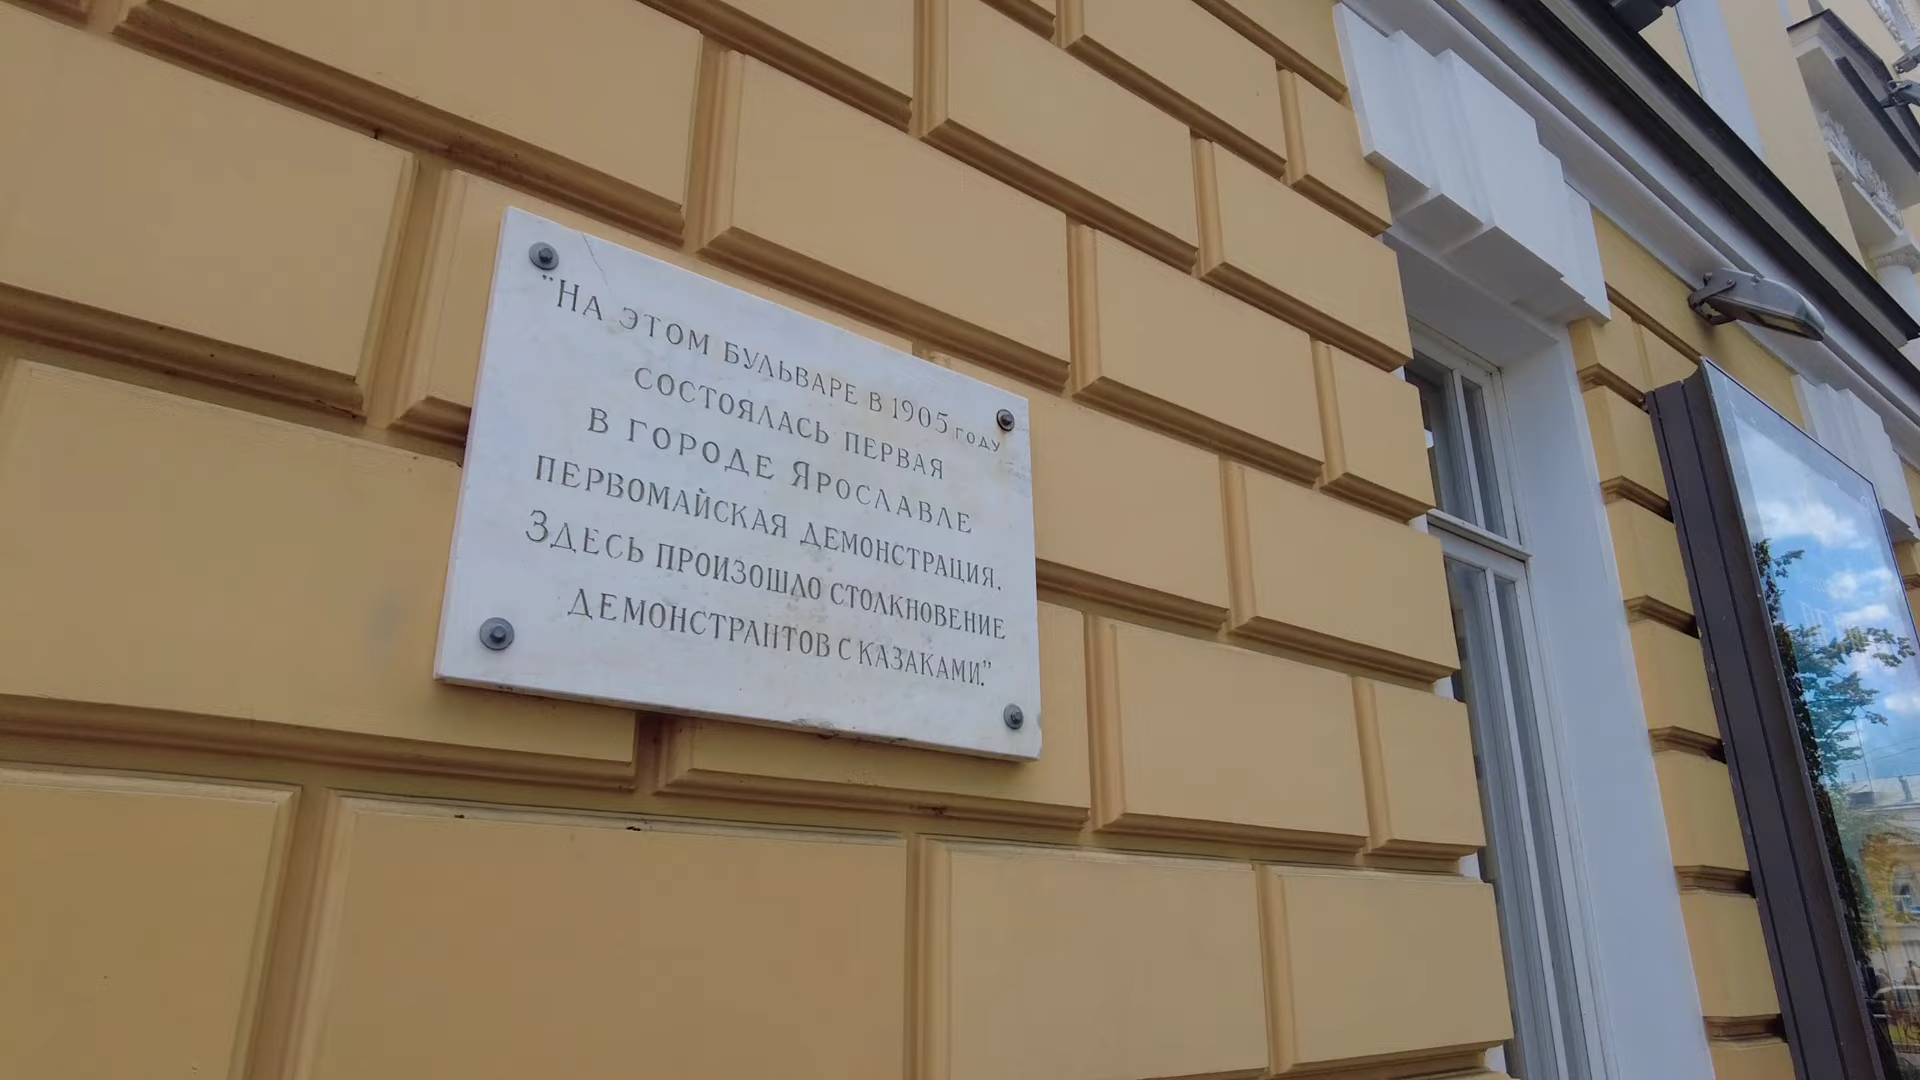 "На этом бульваре в 1905 году
состоялась первая
в городе Ярославле
первомайская демонстрация.
Здесь произошло столкновение
демонстрантов с казаками."